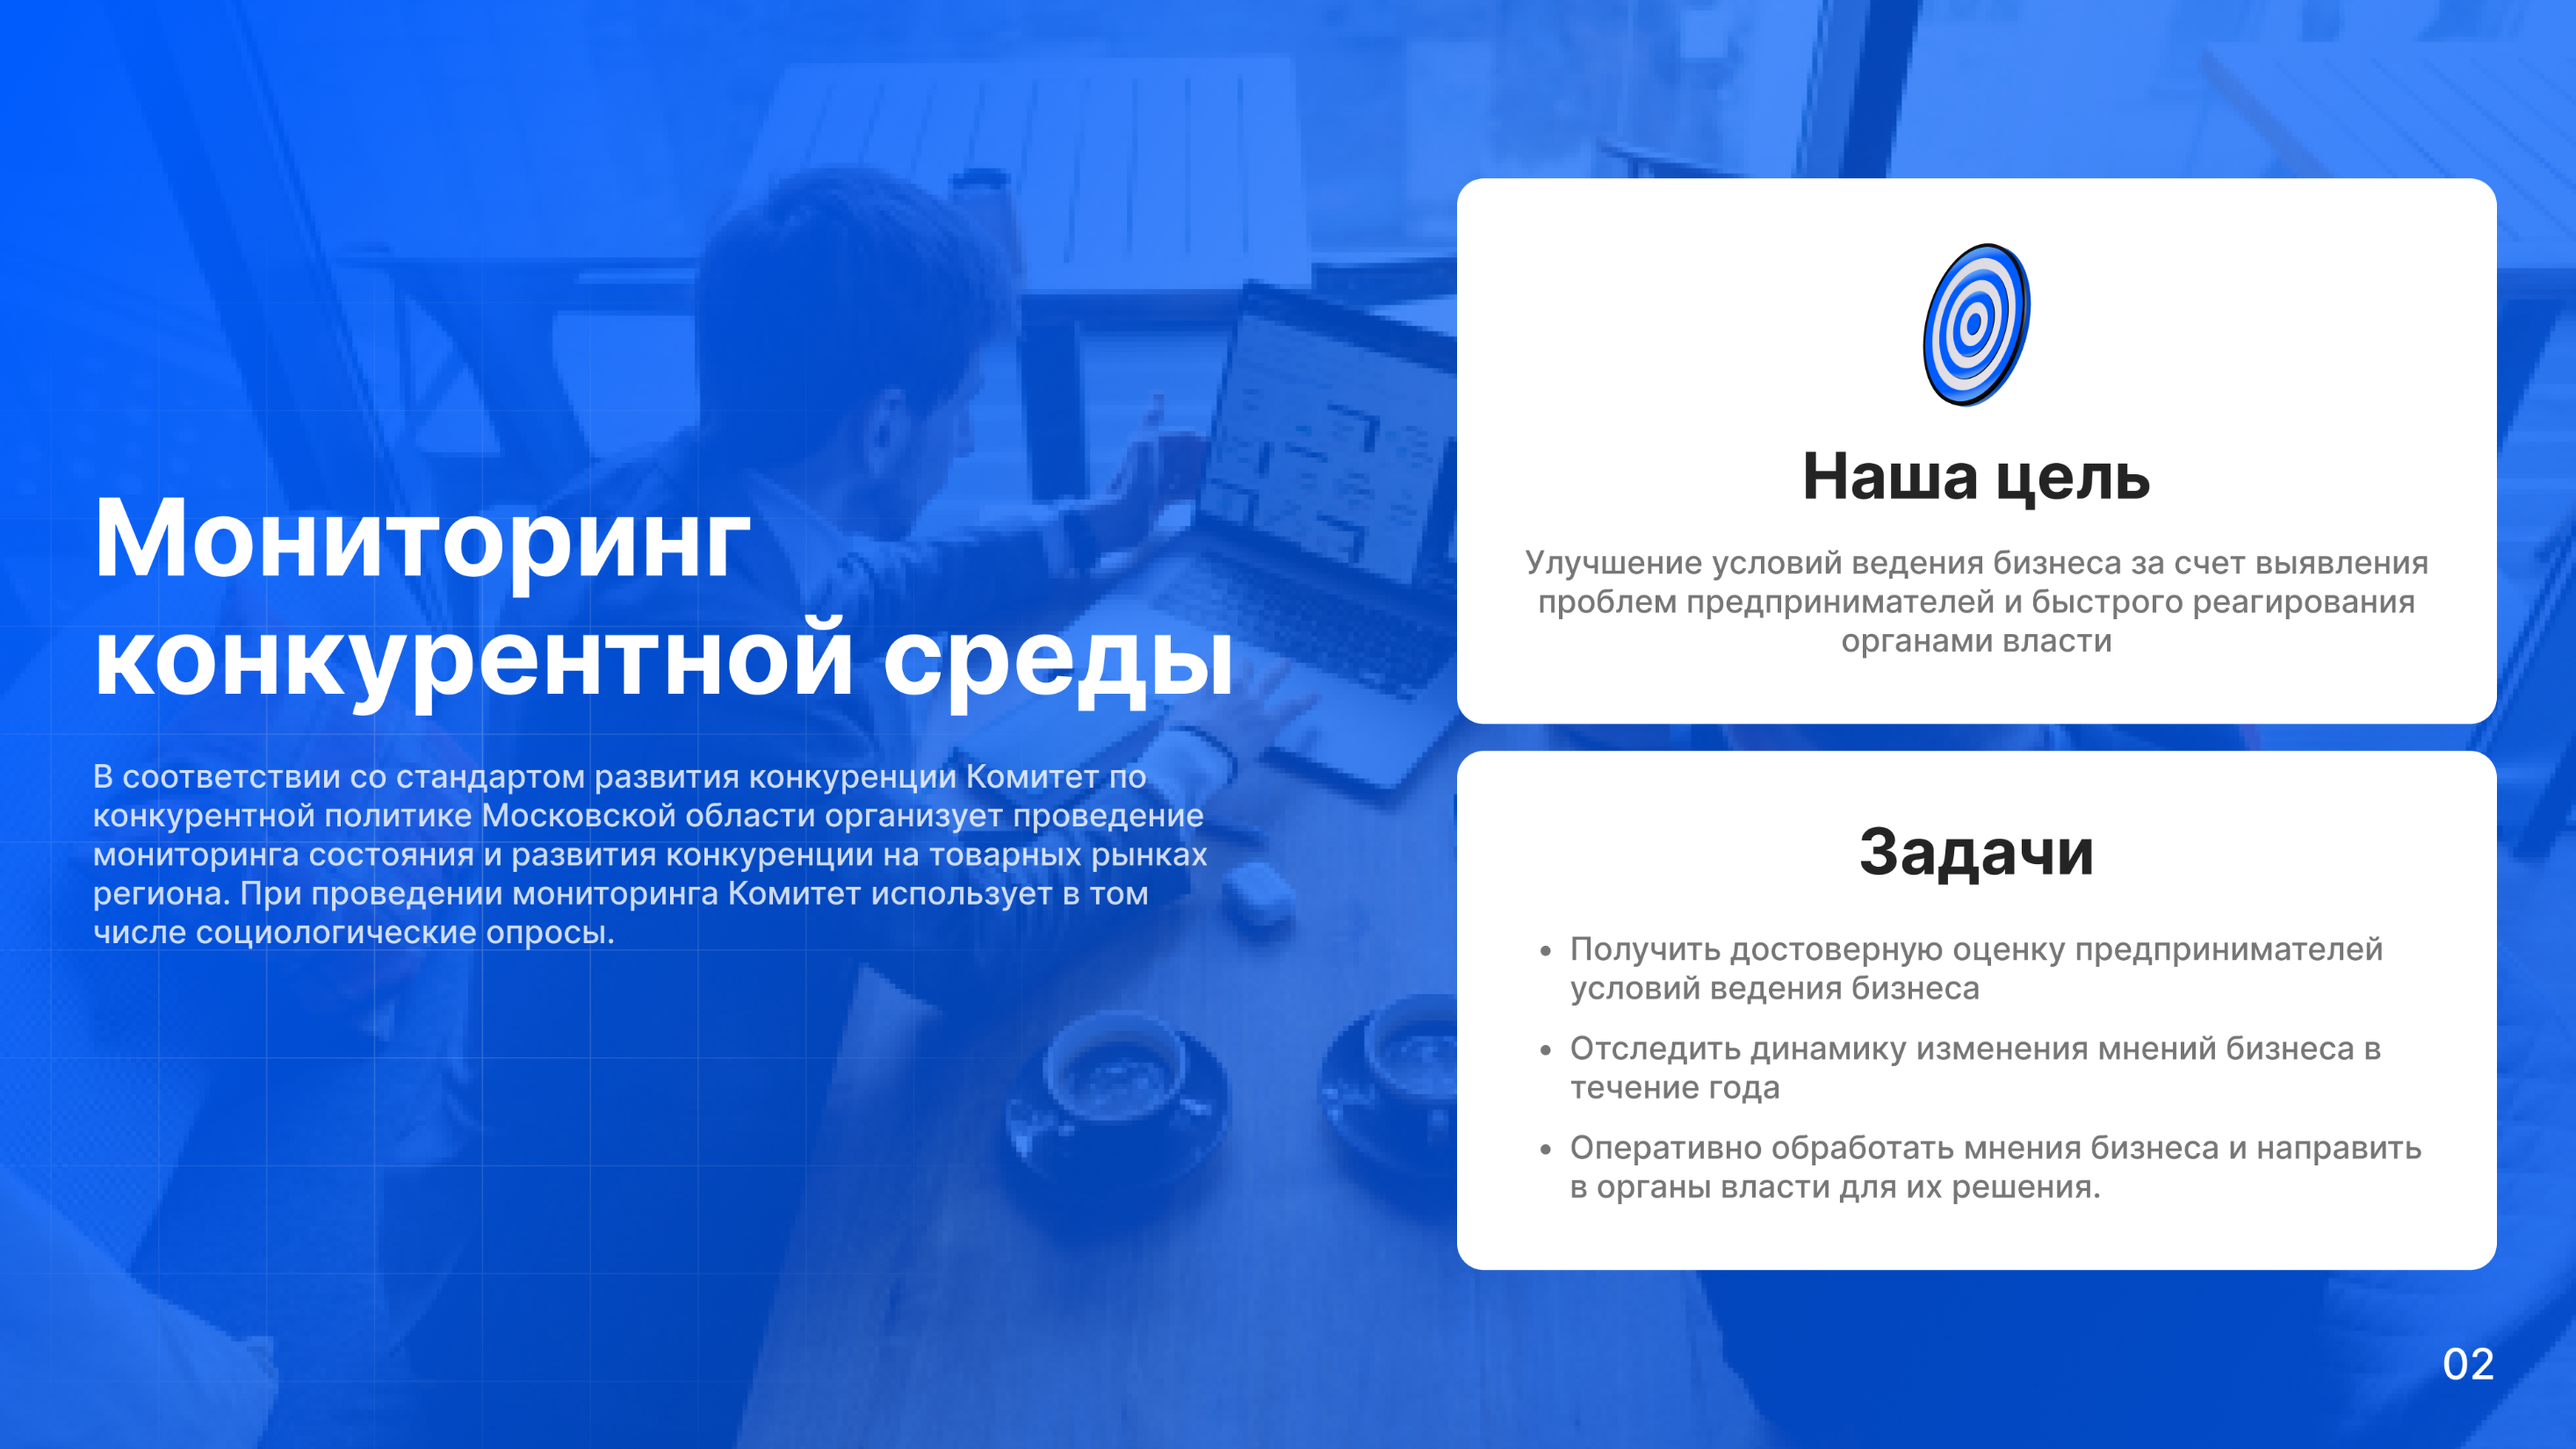 Мониторинг
конкурентной среды
В соответствии со стандартом развития конкуренции Комитет по
конкурентной политике Московской области организует проведение
мониторинга состояния и развития конкуренции на товарных рынках
региона. При проведении мониторинга Комитет использует в том
числе социологические опросы.
Наша цель
Улучшение условий ведения бизнеса за счет выявления
проблем предпринимателей и быстрого реагирования
органами власти
Задачи
• Получить достоверную оценку предпринимателей
условий ведения бизнеса
• Отследить динамику изменения мнений бизнеса в
течение года
• Оперативно обработать мнения бизнеса и направить
в органы власти для их решения.
02